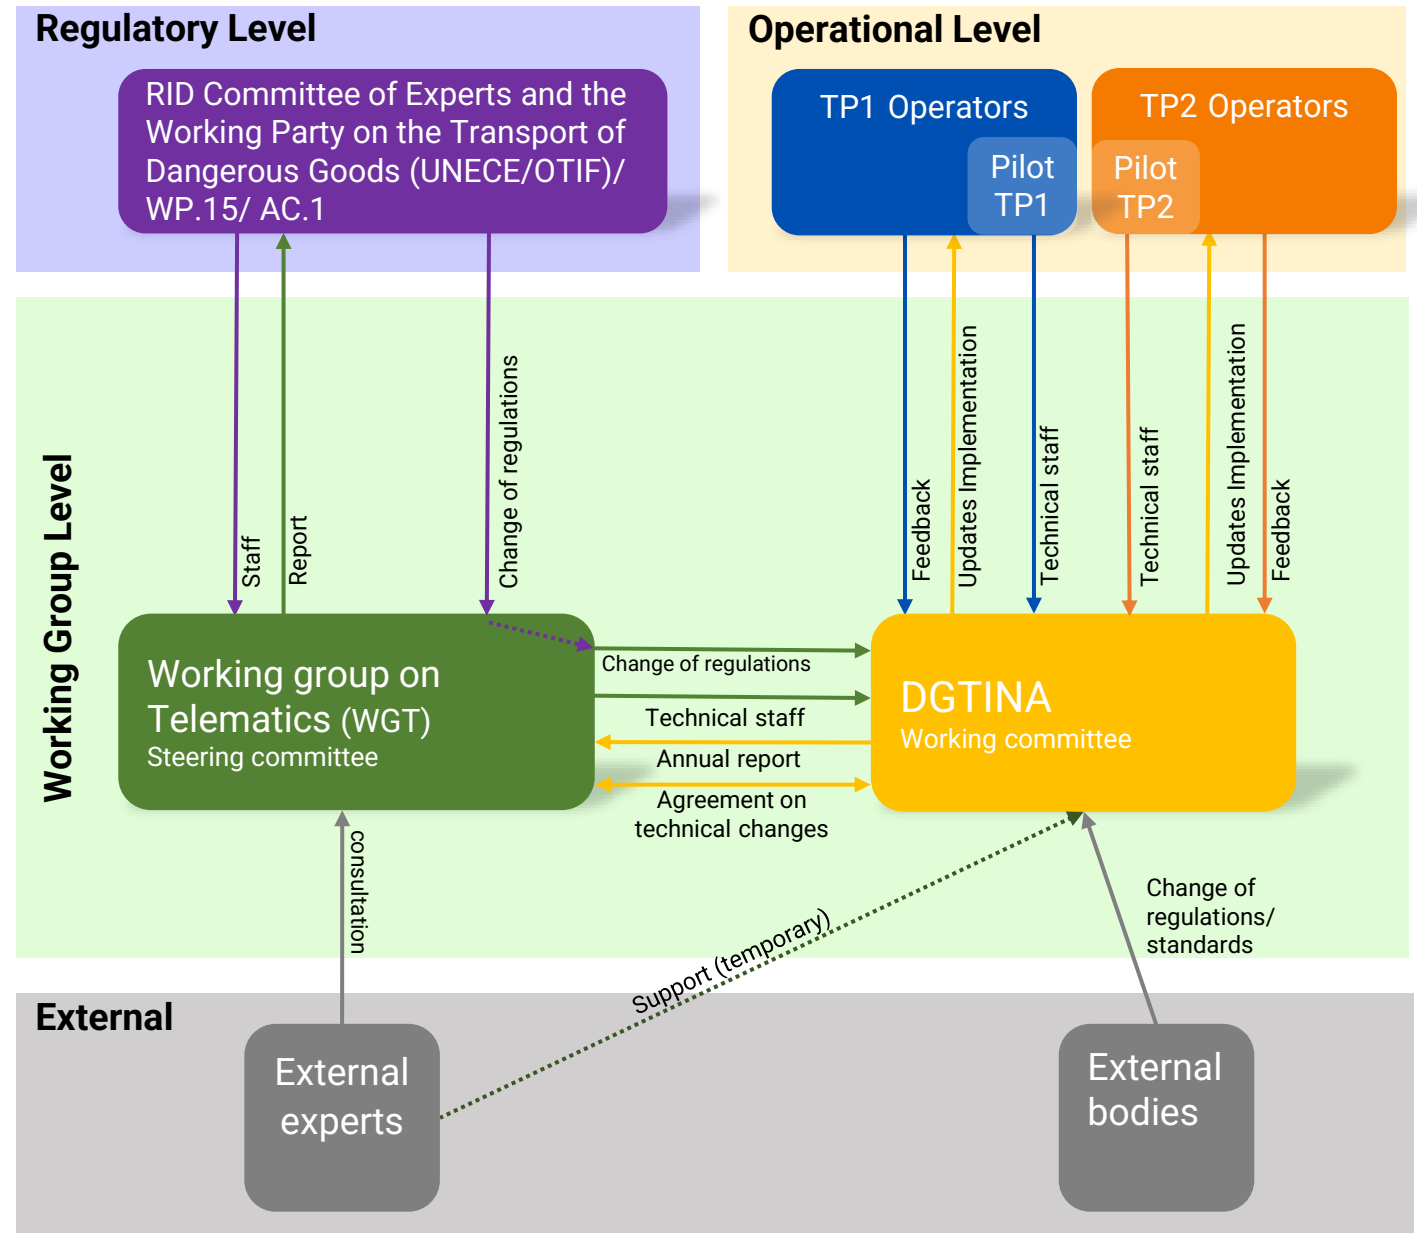 Regulatory Level
RID Committee of Experts and the
Working Party on the Transport of
Dangerous Goods (UNECE/OTIF)/
WP.15/ AC.1
Operational Level
TP1 Operators
Pilot
TP1
TP2 Operators
Pilot
TP2
Working Group Level
Staff
Report
Change of regulations
Feedback
Updates Implementation
Technical staff
Technical staff
Updates Implementation
Feedback
Working group on
Telematics (WGT)
Steering committee
Change of regulations
Technical staff
Annual report
Agreement on
technical changes
DGTINA
Working committee
consultation
Support (temporary)
Change of
regulations/
standards
External
External
experts
External
bodies